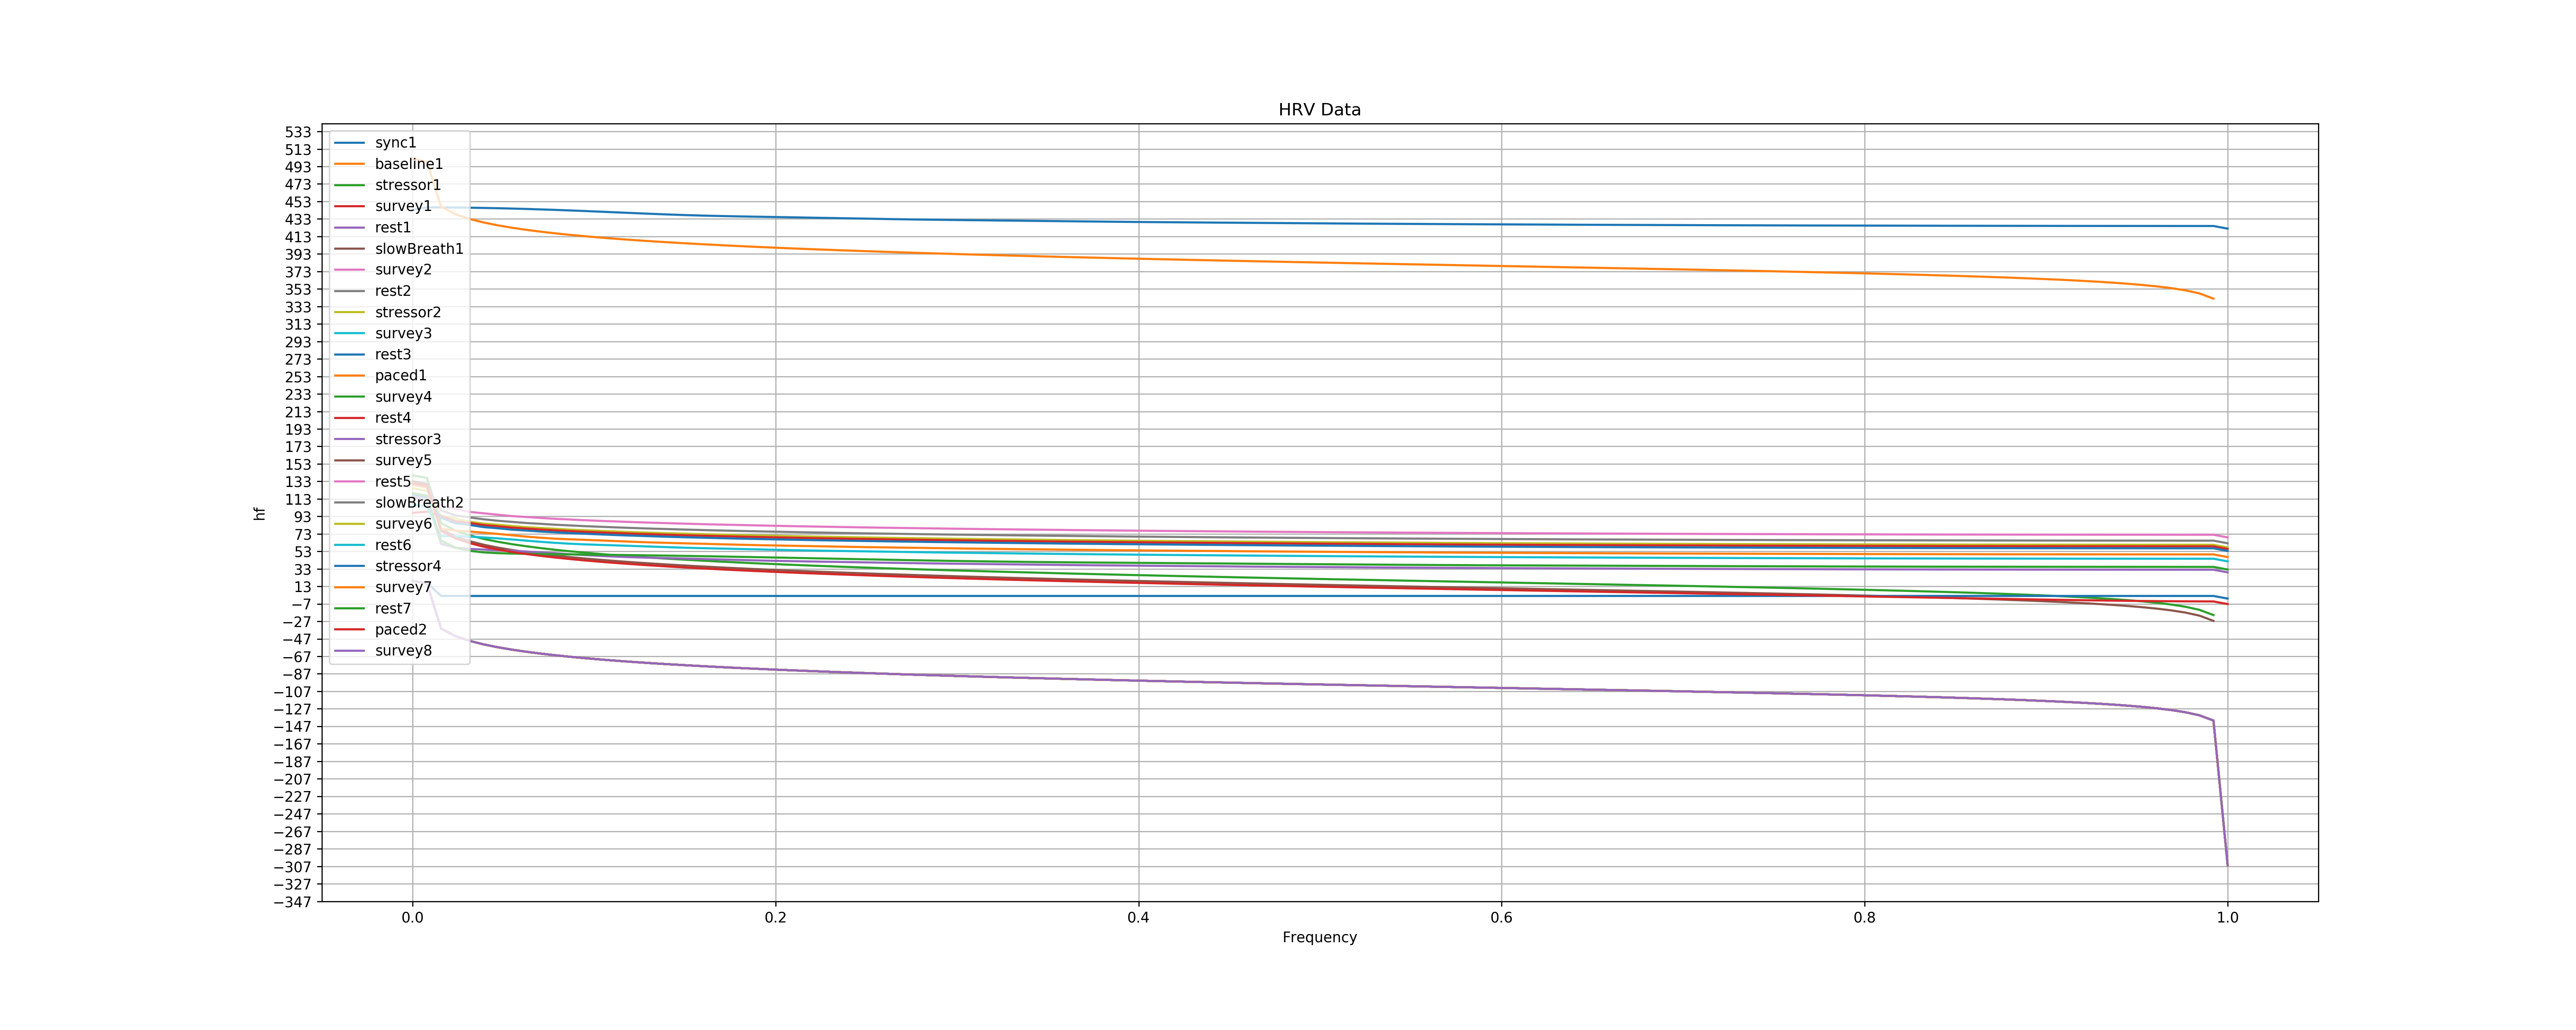 HRV Data
533
513
493
473
453
433
413
393
373
353
333
313
293
273
253
233
213
193
173
153
133
113
93
73
53
33
13
−7
−27
−47
−67
−87
−107
−127
−147
−167
−187
−207
−227
−247
−267
−287
−307
−327
−347
hf
sync1
baseline1
stressor1
survey1
rest1
slowBreath1
survey2
rest2
stressor2
survey3
rest3
paced1
survey4
rest4
stressor3
survey5
rest5
slowBreath2
survey6
rest6
stressor4
survey7
rest7
paced2
survey8
0.0 0.2 0.4 0.6 0.8 1.0
Frequency